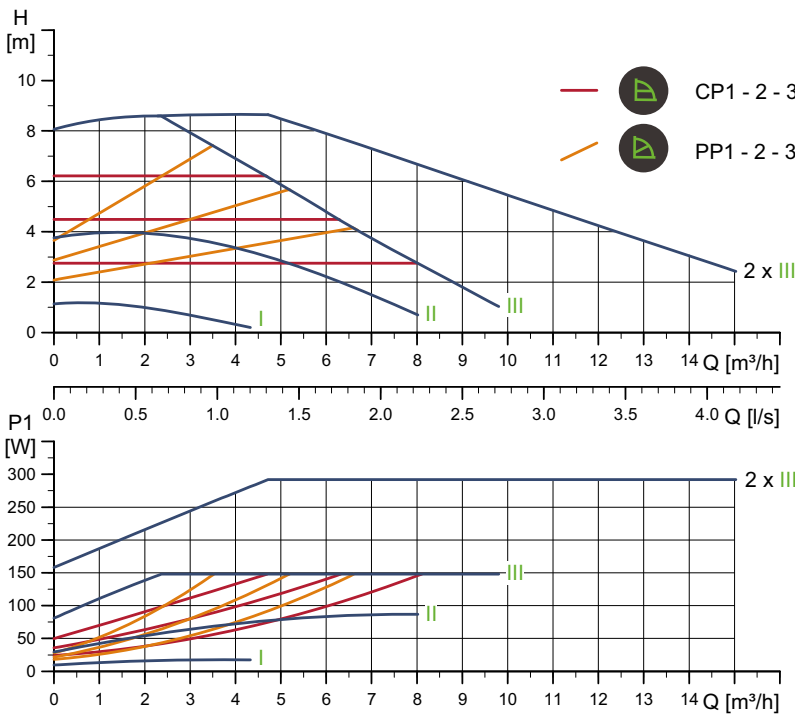 H
[m]
10
8
6
4
2
0
CP1 - 2 - 3
PP1 - 2 - 3
2 x III
III
II
I
0 1 2 3 4 5 6 7 8 9 10 11 12 13 14 Q [m³/h]
0.0 0.5 1.0 1.5 2.0 2.5 3.0 3.5 4.0 Q [l/s]
P1
[W]
300
250
200
150
100
50
0
2 x III
III
II
I
0 1 2 3 4 5 6 7 8 9 10 11 12 13 14 Q [m³/h]